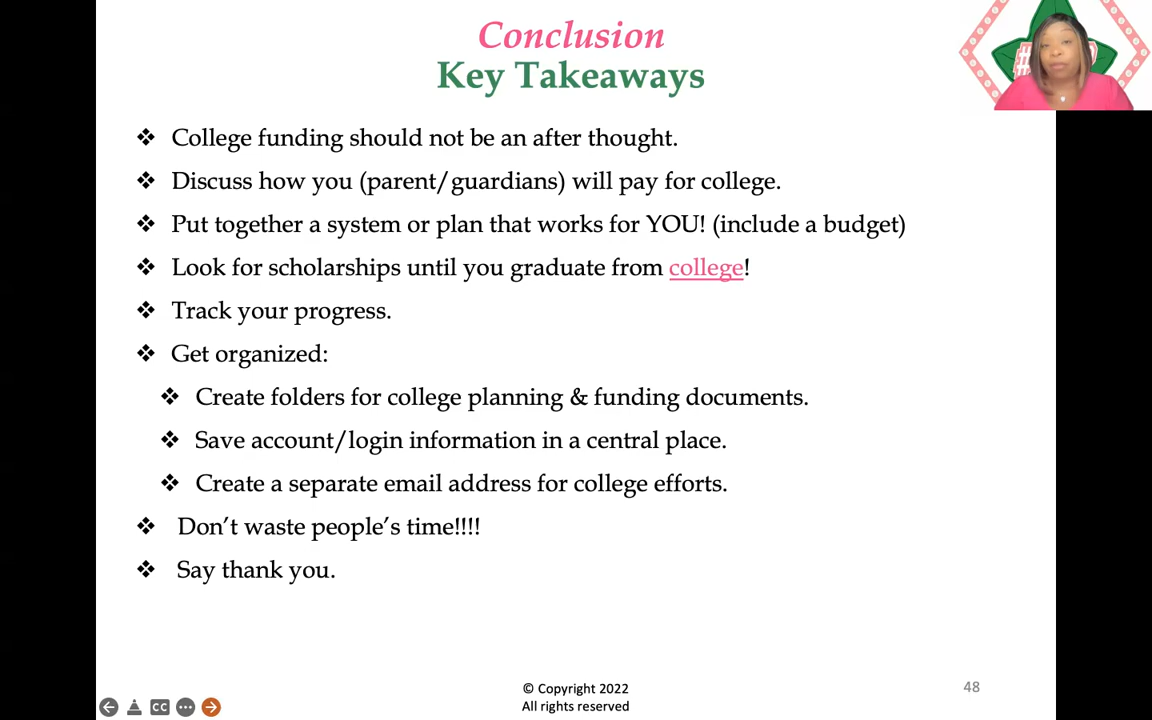 Conclusion
Key Takeaways
❖ College funding should not be an after thought.
❖ Discuss how you (parent/guardians) will pay for college.
❖ Put together a system or plan that works for YOU! (include a budget)
❖ Look for scholarships until you graduate from college!
❖ Track your progress.
❖ Get organized:
❖ Create folders for college planning & funding documents.
❖ Save account/login information in a central place.
❖ Create a separate email address for college efforts.
❖ Don't waste people's time!!!!
❖ Say thank you.
© Copyright 2022
All rights reserved
48
CC